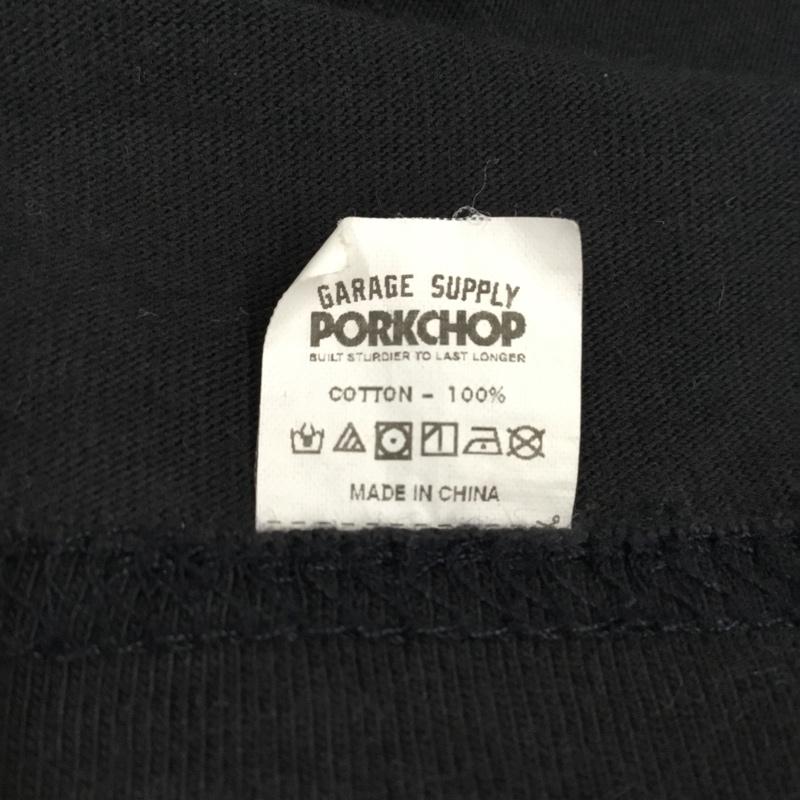 GARAGE SUPPLY
PORKCHOP
BUILT STURDIER TO LAST LONGER
COTTON - 100%
MADE IN CHINA